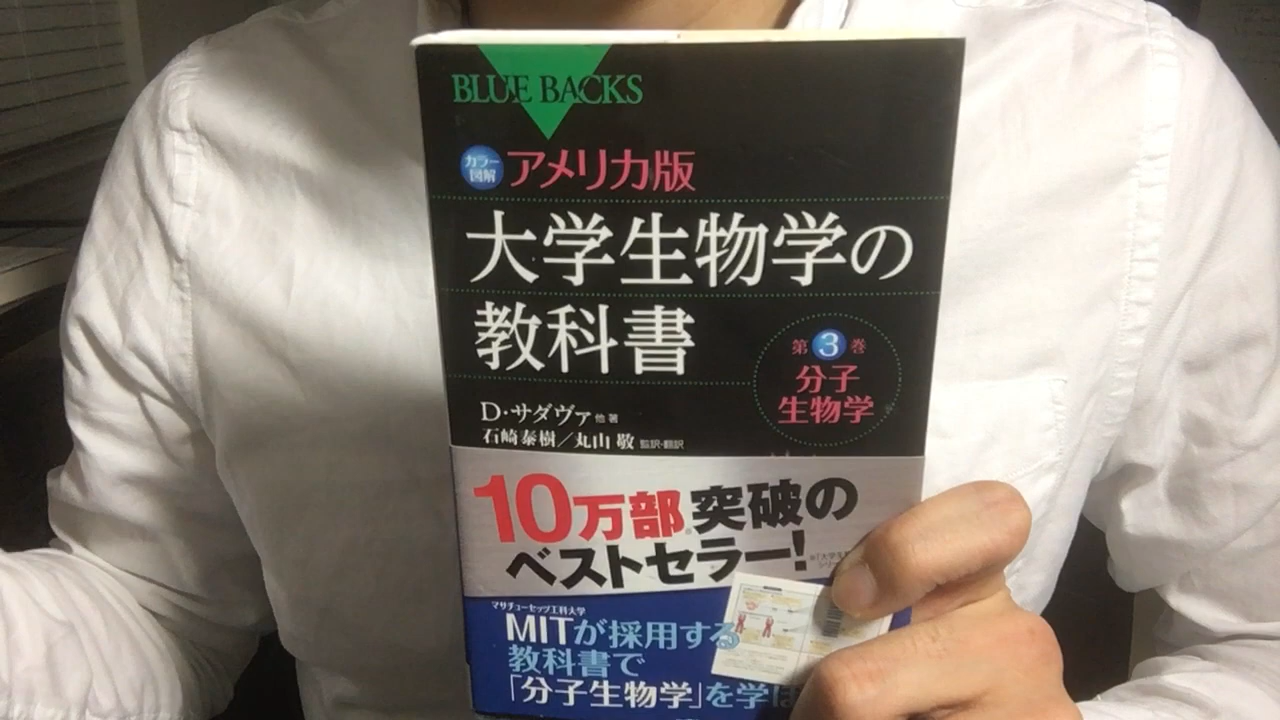 BLUE BACKS
カラー図解
アメリカ版
大学生物学の
教科書
第3巻
分子
生物学
D・サダヴァ 他著
石崎泰樹／丸山 敬 監訳・翻訳
10万部突破の
ベストセラー!
マサチューセッツ工科大学
MITが採用する
教科書で
「分子生物学」を学